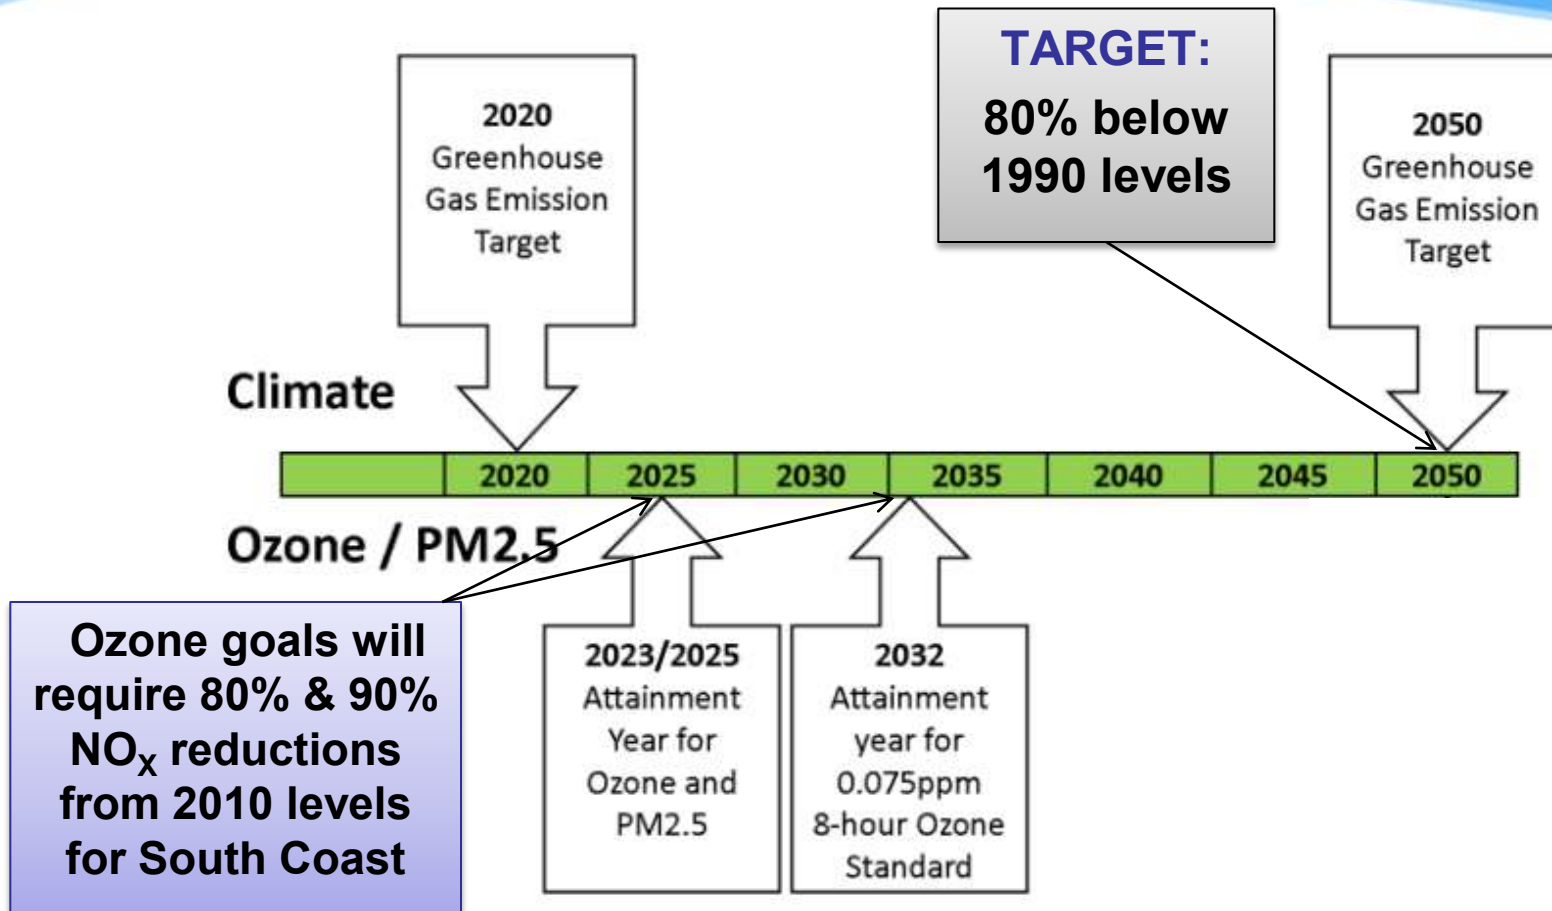 2020
Greenhouse
Gas Emission
Target
TARGET:
80% below
1990 levels
2050
Greenhouse
Gas Emission
Target
Climate
2020 2025 2030 2035 2040 2045 2050
Ozone / PM2.5
Ozone goals will
require 80% & 90%
NOX reductions
from 2010 levels
for South Coast
2023/2025
Attainment
Year for
Ozone and
PM2.5
2032
Attainment
year for
0.075ppm
8-hour Ozone
Standard